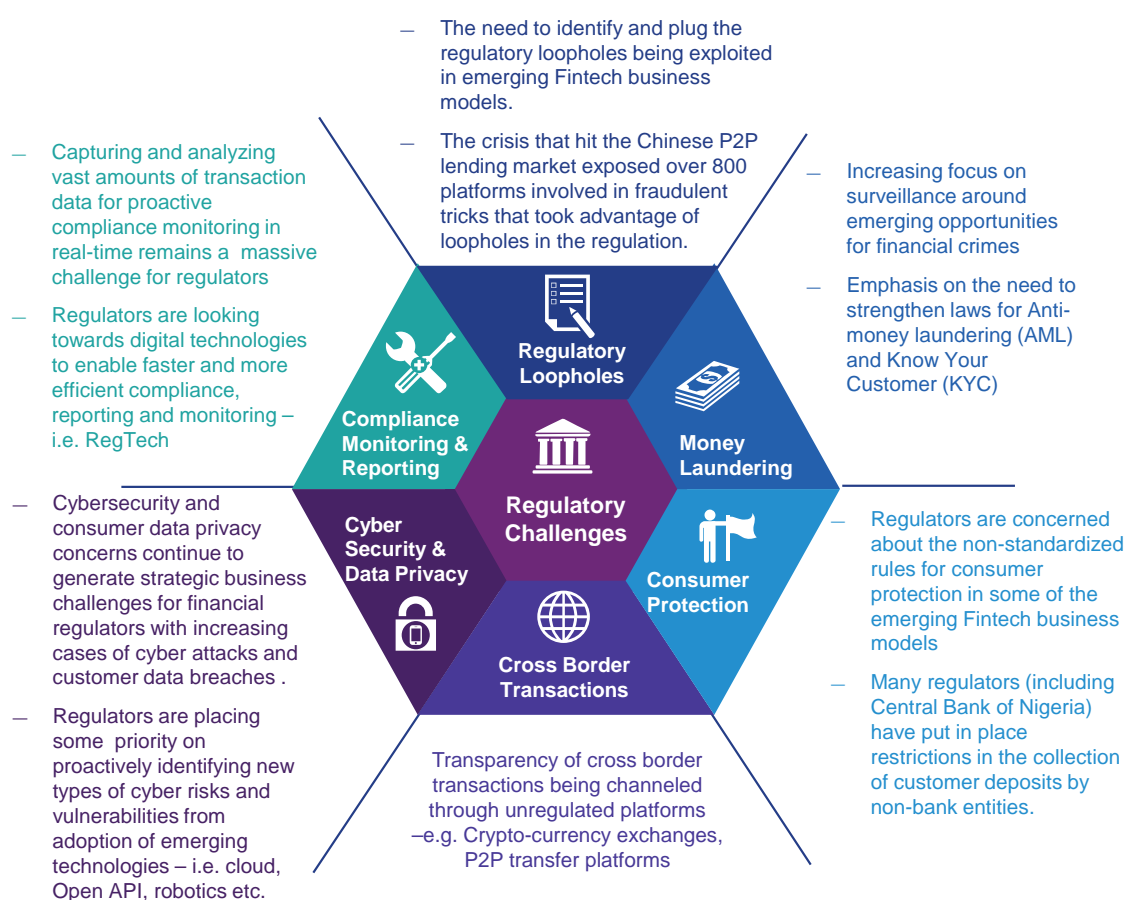 — The need to identify and plug the
regulatory loopholes being exploited
in emerging Fintech business
models.
— The crisis that hit the Chinese P2P
lending market exposed over 800
platforms involved in fraudulent
tricks that took advantage of
loopholes in the regulation.
— Capturing and analyzing
vast amounts of transaction
data for proactive
compliance monitoring in
real-time remains a massive
challenge for regulators
— Regulators are looking
towards digital technologies
to enable faster and more
efficient compliance,
reporting and monitoring –
i.e. RegTech
— Increasing focus on
surveillance around
emerging opportunities
for financial crimes
— Emphasis on the need to
strengthen laws for Anti-
money laundering (AML)
and Know Your
Customer (KYC)
Regulatory
Loopholes
Compliance
Monitoring &
Reporting
Money
Laundering
Regulatory
Challenges
Cyber
Security &
Data Privacy
Consumer
Protection
Cross Border
Transactions
— Cybersecurity and
consumer data privacy
concerns continue to
generate strategic business
challenges for financial
regulators with increasing
cases of cyber attacks and
customer data breaches .
— Regulators are placing
some priority on
proactively identifying new
types of cyber risks and
vulnerabilities from
adoption of emerging
technologies – i.e. cloud,
Open API, robotics etc.
— Regulators are concerned
about the non-standardized
rules for consumer
protection in some of the
emerging Fintech business
models
— Many regulators (including
Central Bank of Nigeria)
have put in place
restrictions in the collection
of customer deposits by
non-bank entities.
Transparency of cross border
transactions being channeled
through unregulated platforms
–e.g. Crypto-currency exchanges,
P2P transfer platforms